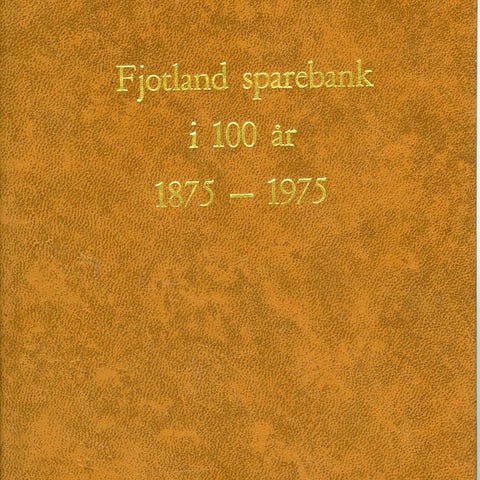 Fjotland sparebank
i 100 år
1875 — 1975